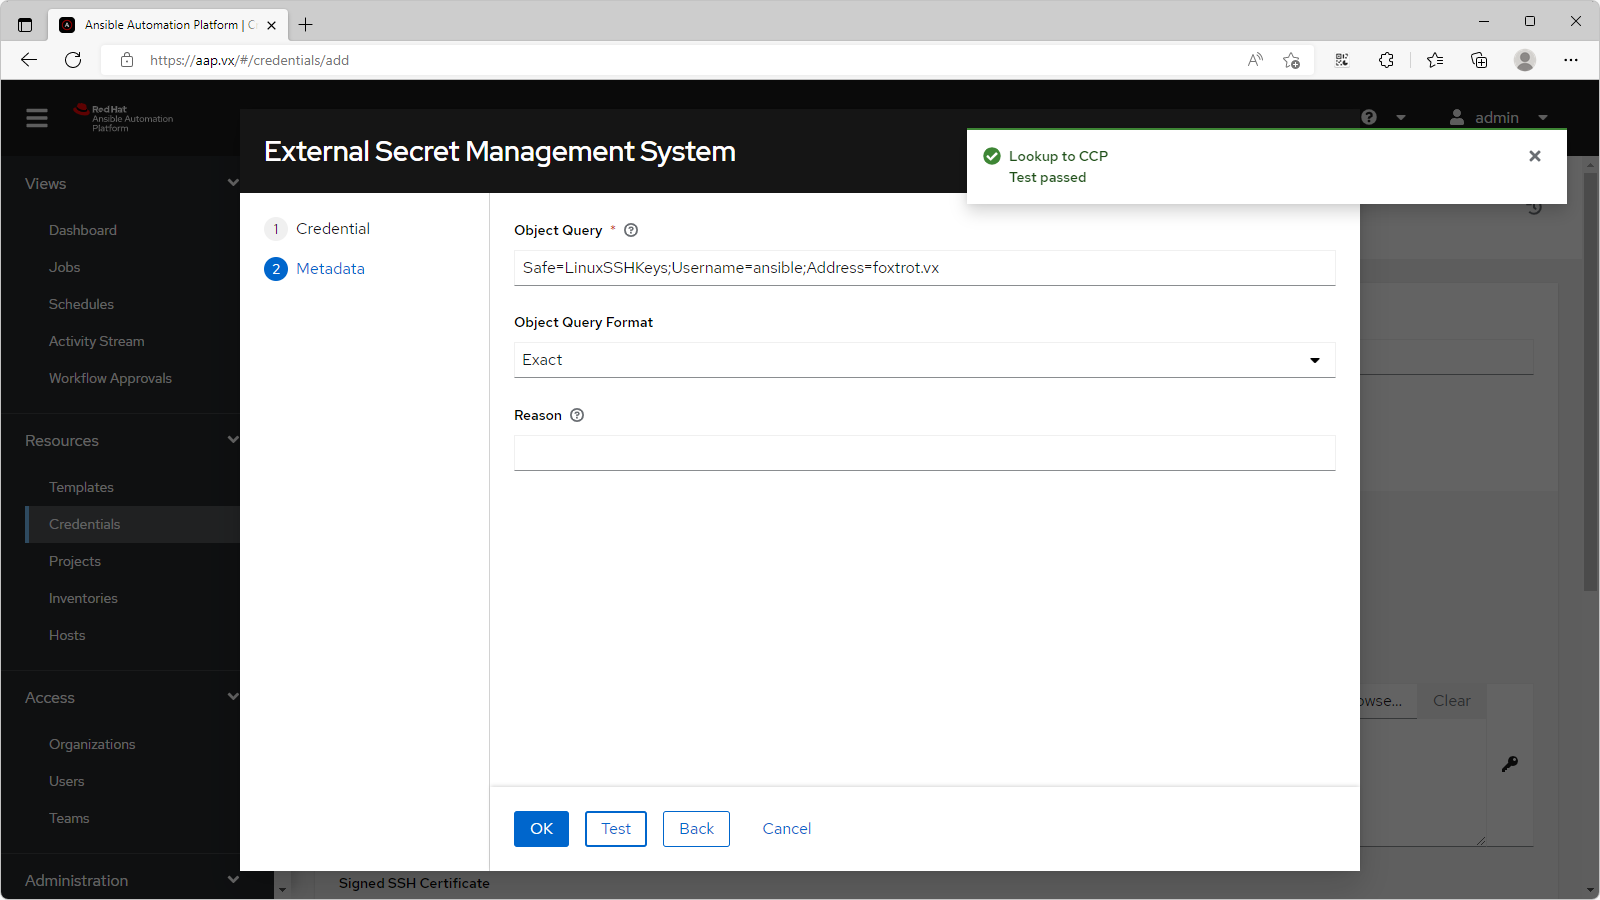 Ansible Automation Platform | C
https://aap.vx/#/credentials/add
Red Hat
Ansible Automation
Platform
admin
External Secret Management System
Lookup to CCP
Test passed
Views
Dashboard
Jobs
Schedules
Activity Stream
Workflow Approvals
Resources
Templates
Credentials
Projects
Inventories
Hosts
Access
Organizations
Users
Teams
Administration
1 Credential
2 Metadata
Object Query *
Safe=LinuxSSHKeys;Username=ansible;Address=foxtrot.vx
Object Query Format
Exact
Reason
owse...
Clear
OK
Test
Back
Cancel
Signed SSH Certificate